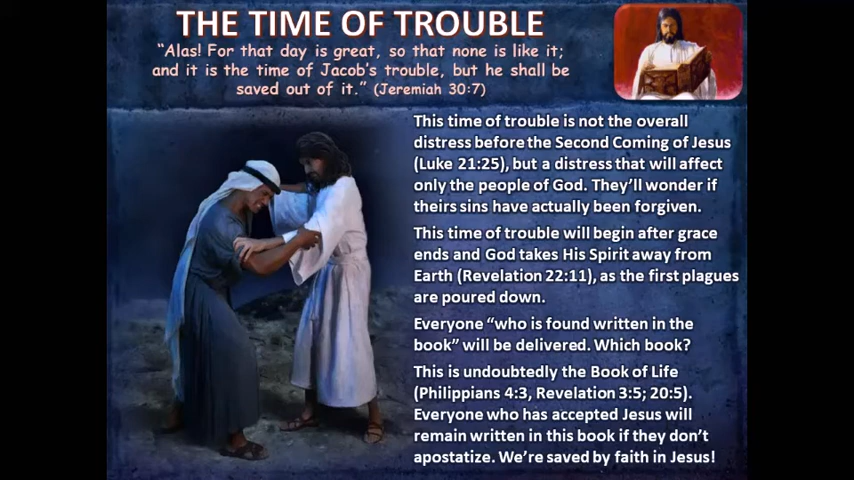 THE TIME OF TROUBLE
“Alas! For that day is great, so that none is like it;
and it is the time of Jacob’s trouble, but he shall be
saved out of it.” (Jeremiah 30:7)
This time of trouble is not the overall
distress before the Second Coming of Jesus
(Luke 21:25), but a distress that will affect
only the people of God. They’ll wonder if
theirs sins have actually been forgiven.
This time of trouble will begin after grace
ends and God takes His Spirit away from
Earth (Revelation 22:11), as the first plagues
are poured down.
Everyone “who is found written in the
book” will be delivered. Which book?
This is undoubtedly the Book of Life
(Philippians 4:3, Revelation 3:5; 20:5).
Everyone who has accepted Jesus will
remain written in this book if they don’t
apostatize. We’re saved by faith in Jesus!